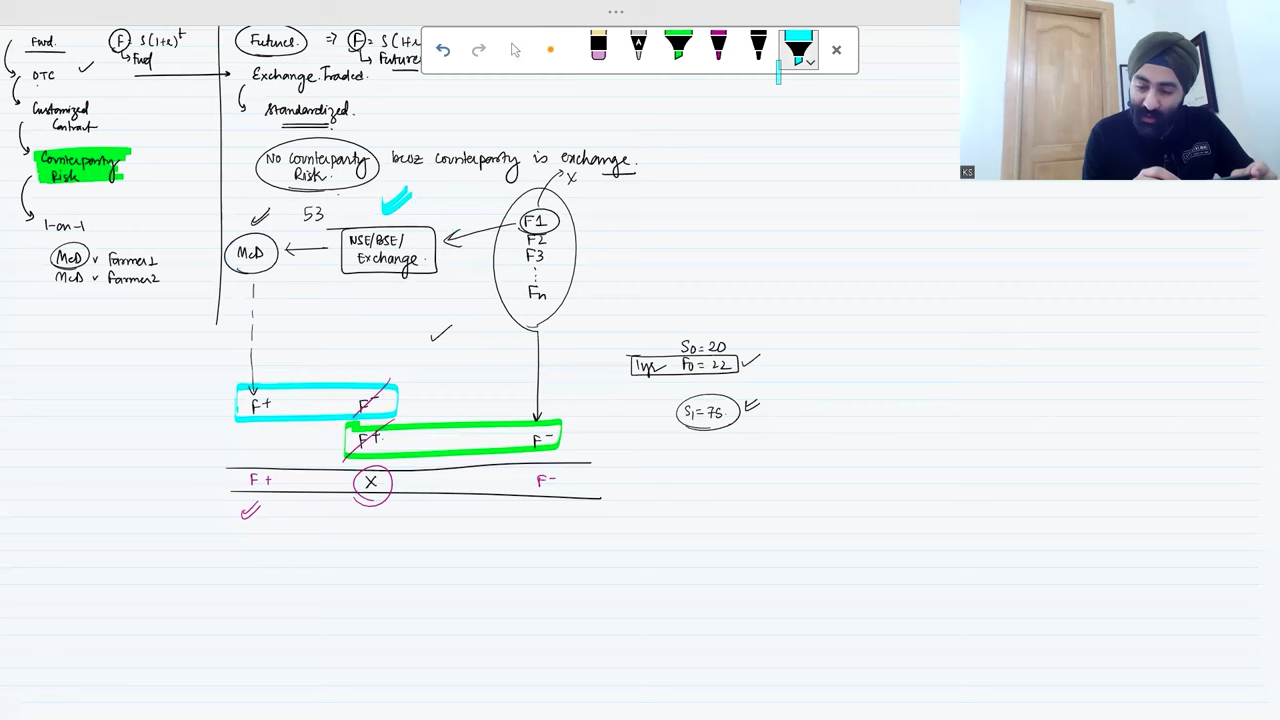 Fwd.
F = S(1+r)^t
Fwd
OTC
Customized
Contract
Counterparty
Risk
1-on-1
McD v Farmer1
McD v Farmer2
Futures ⇒ F = S(1+r
Future
Exchange Traded.
Standardized.
No counterparty
Risk. bcoz counterparty is exchange.
X
53
McD
NSE/BSE/
Exchange.
F1
F2
F3
Fn
S0=20
1yr F0=22
S1=75.
F+ F-
F+ F-
F+ X F-
A
KS